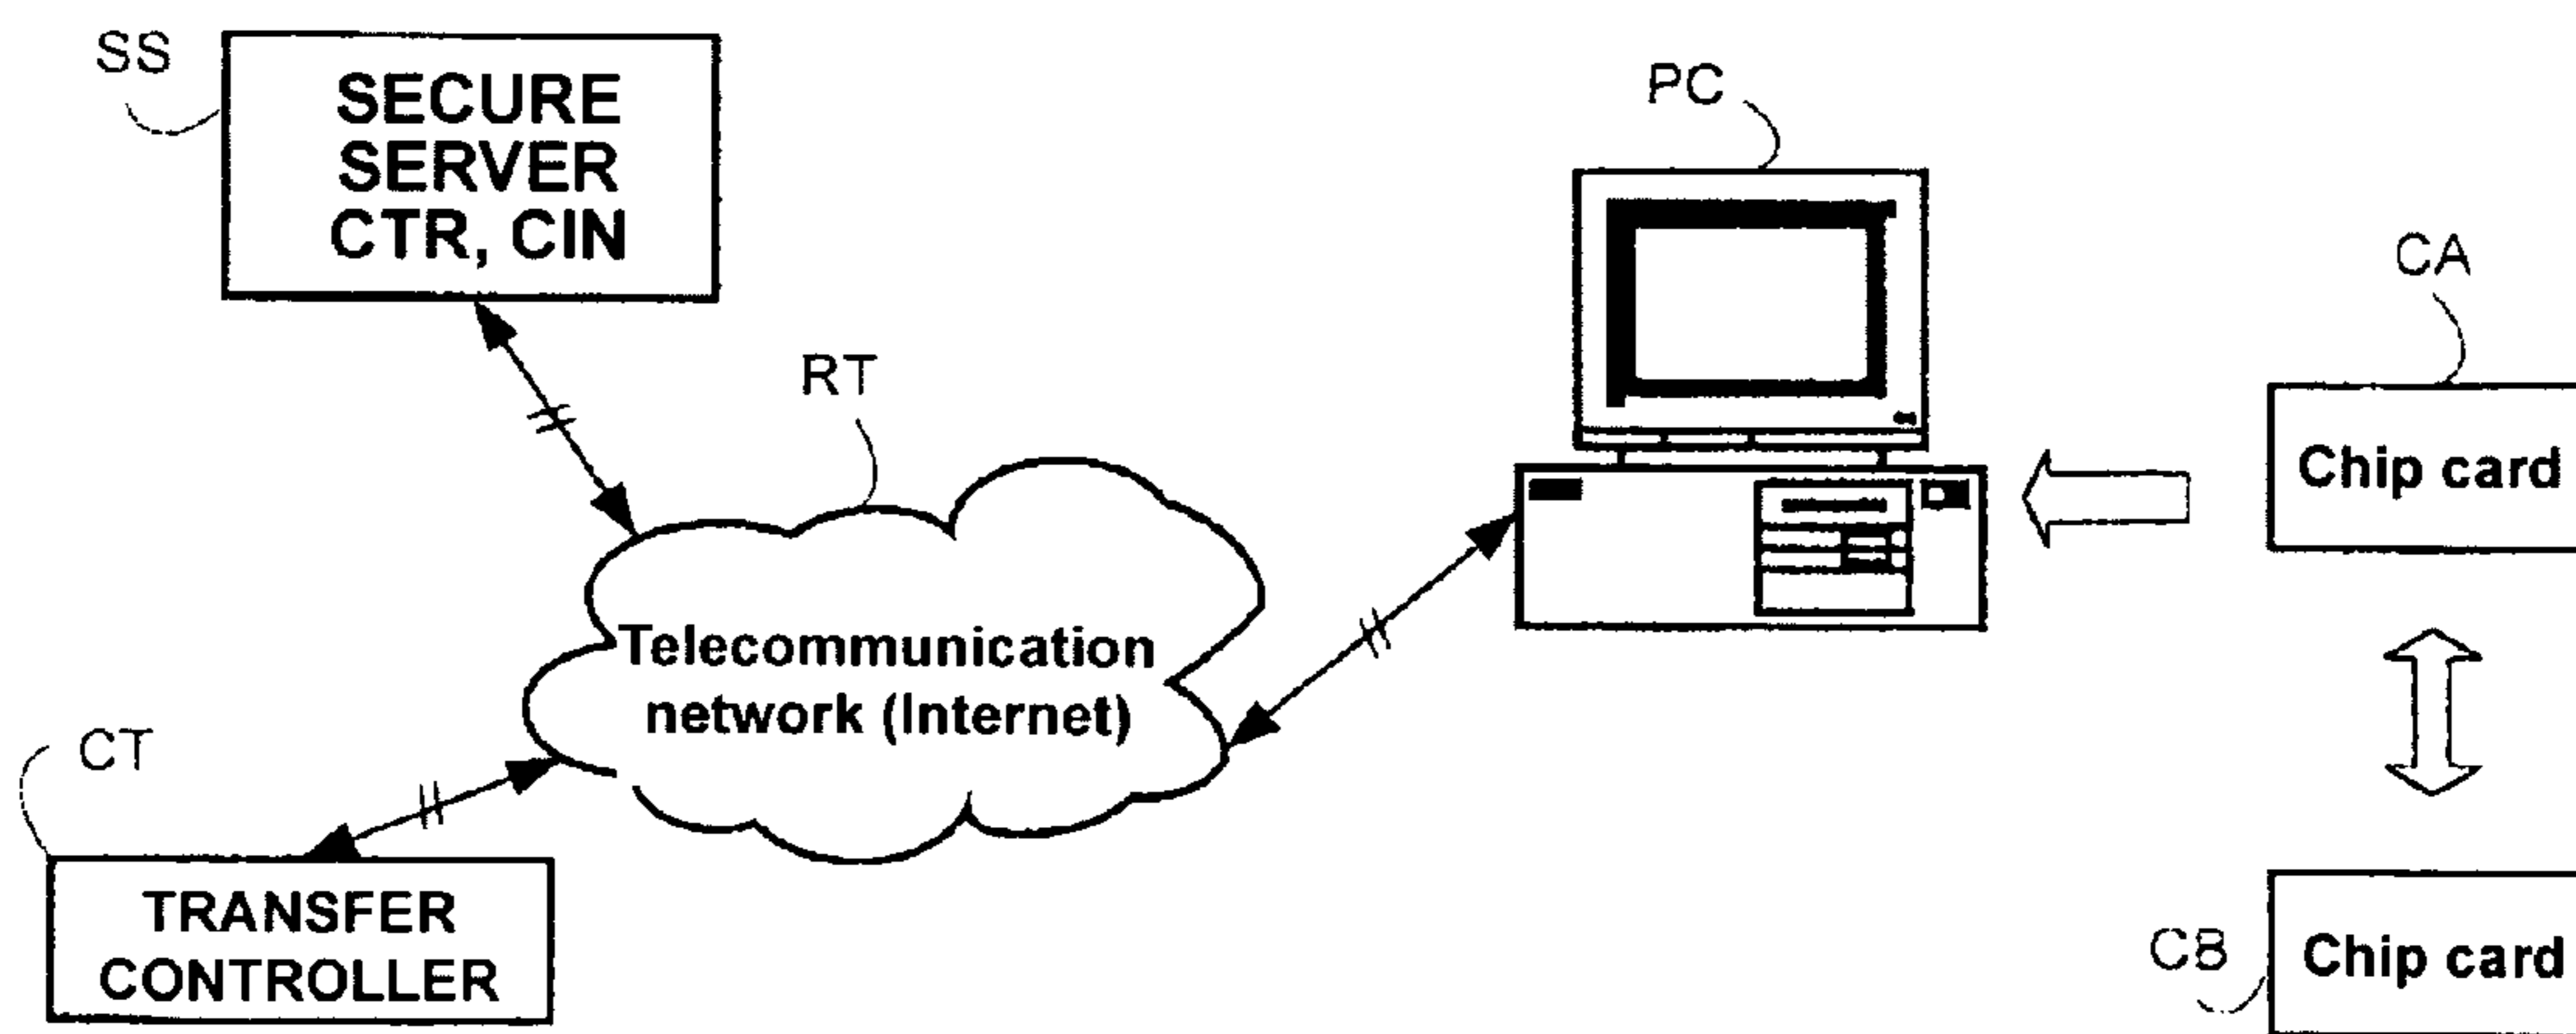 SS
SECURE
SERVER
CTR, CIN
PC
CA
RT
Chip card
Telecommunication
network (Internet)
CT
TRANSFER
CONTROLLER
CB
Chip card